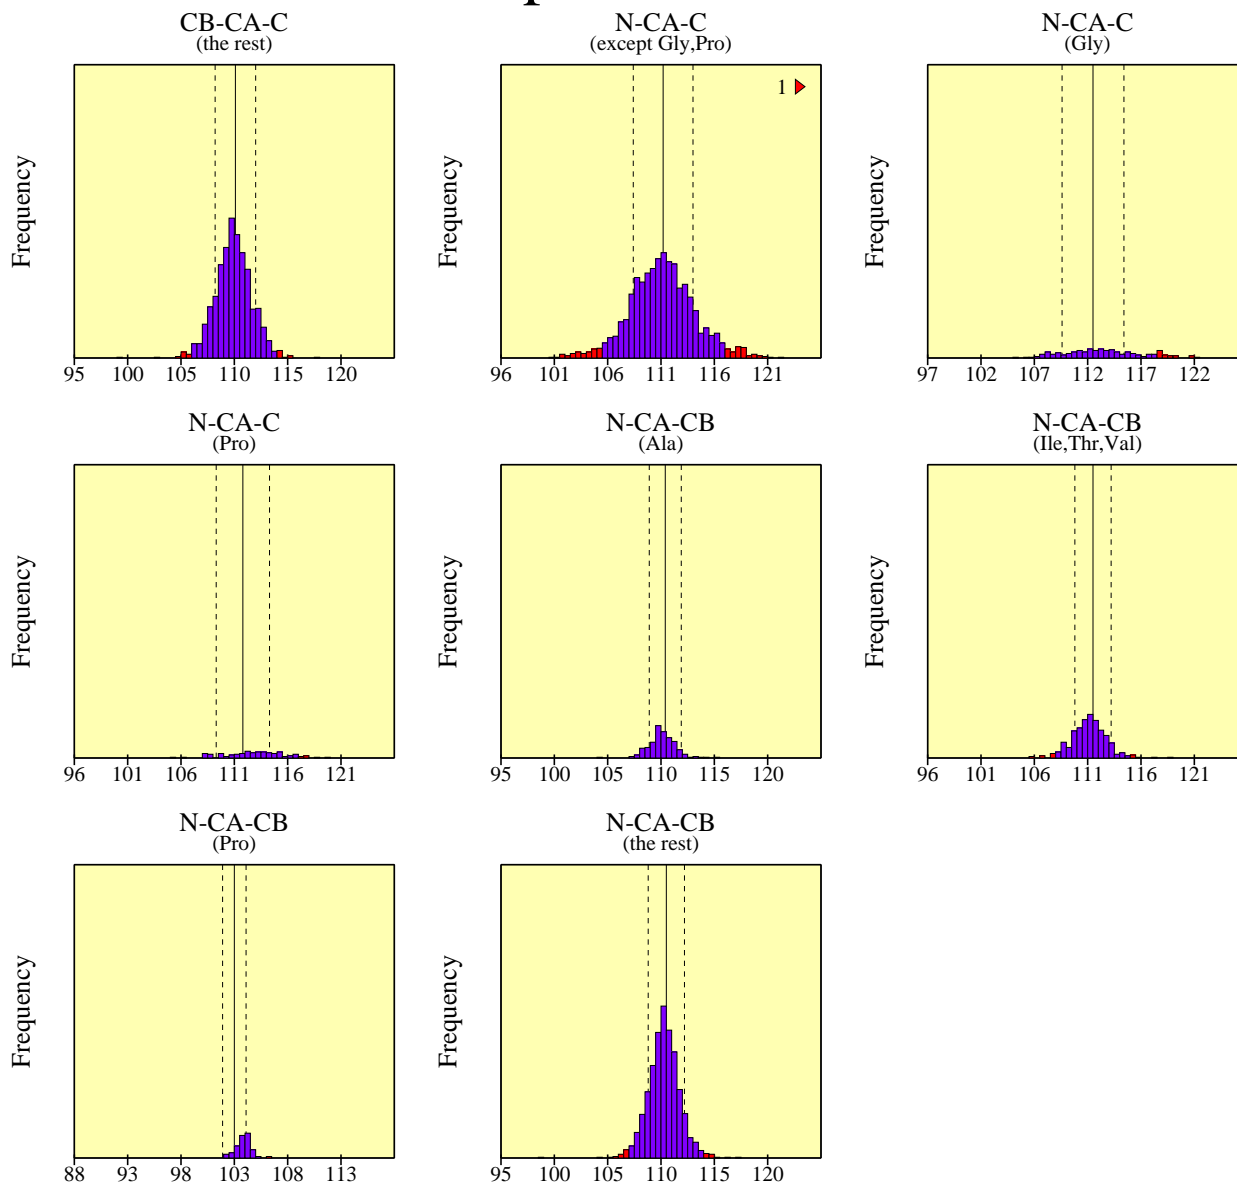 CB-CA-C
(the rest)
N-CA-C
(except Gly,Pro)
N-CA-C
(Gly)
Frequency
Frequency
1
Frequency
95 100 105 110 115 120
96 101 106 111 116 121
97 102 107 112 117 122
N-CA-C
(Pro)
N-CA-CB
(Ala)
N-CA-CB
(Ile,Thr,Val)
Frequency
Frequency
Frequency
96 101 106 111 116 121
95 100 105 110 115 120
96 101 106 111 116 121
N-CA-CB
(Pro)
N-CA-CB
(the rest)
Frequency
Frequency
88 93 98 103 108 113
95 100 105 110 115 120